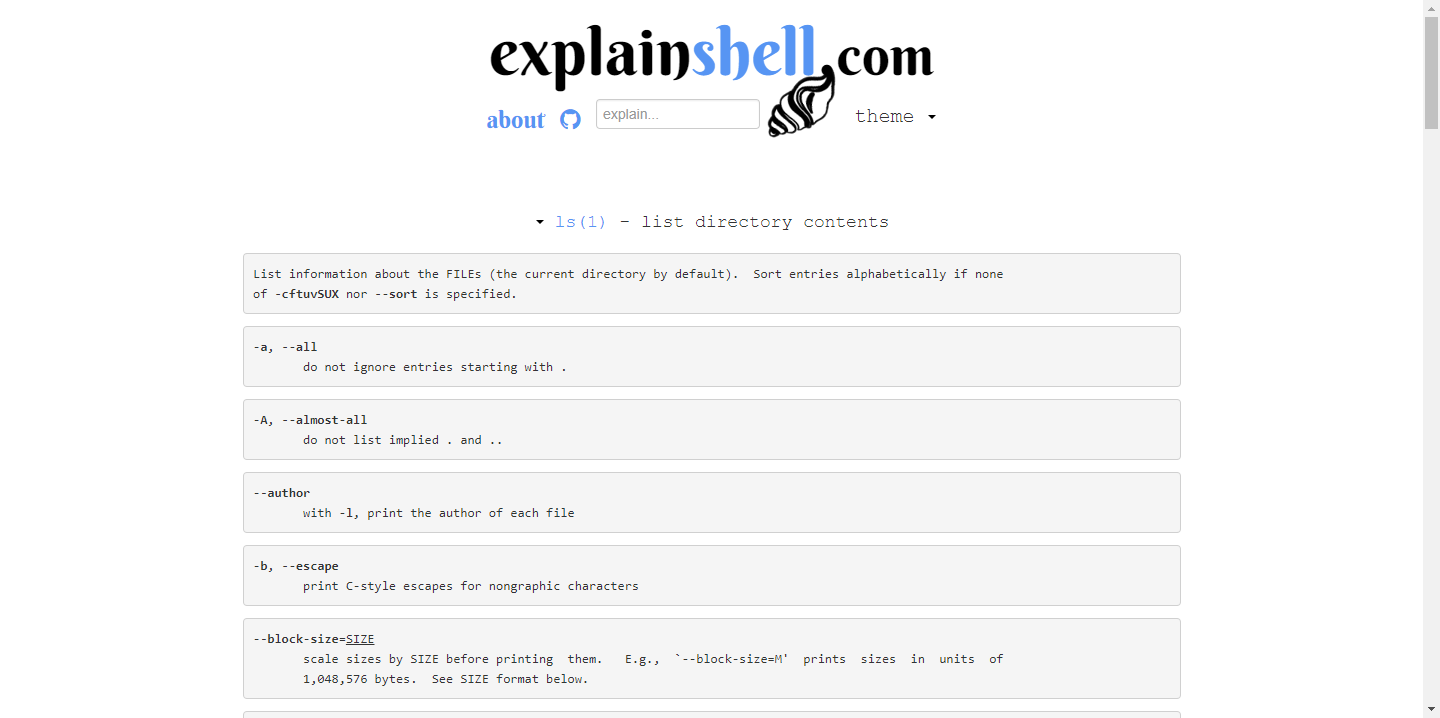 explainshell.com
about explain... theme
ls(1) - list directory contents
List information about the FILEs (the current directory by default).  Sort entries alphabetically if none
of -cftuvSUX nor --sort is specified.
-a, --all
do not ignore entries starting with .
-A, --almost-all
do not list implied . and ..
--author
with -l, print the author of each file
-b, --escape
print C-style escapes for nongraphic characters
--block-size=SIZE
scale sizes by SIZE before printing  them.   E.g.,  `--block-size=M'  prints  sizes  in  units  of
1,048,576 bytes.  See SIZE format below.